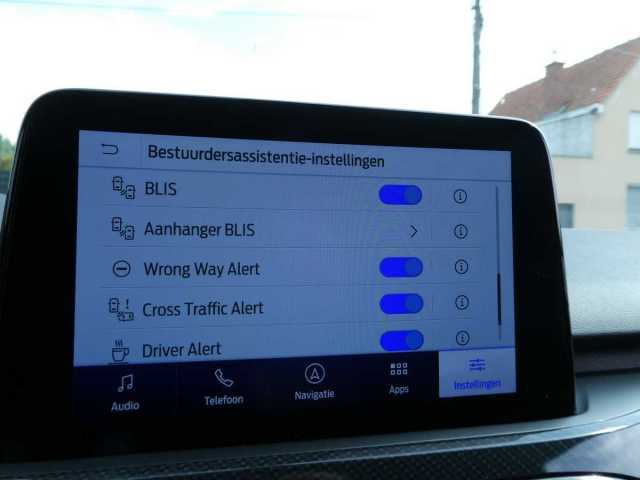 Bestuurdersassistentie-instellingen
BLIS
Aanhanger BLIS
Wrong Way Alert
Cross Traffic Alert
Driver Alert
Audio
Telefoon
Navigatie
Apps
Instellingen